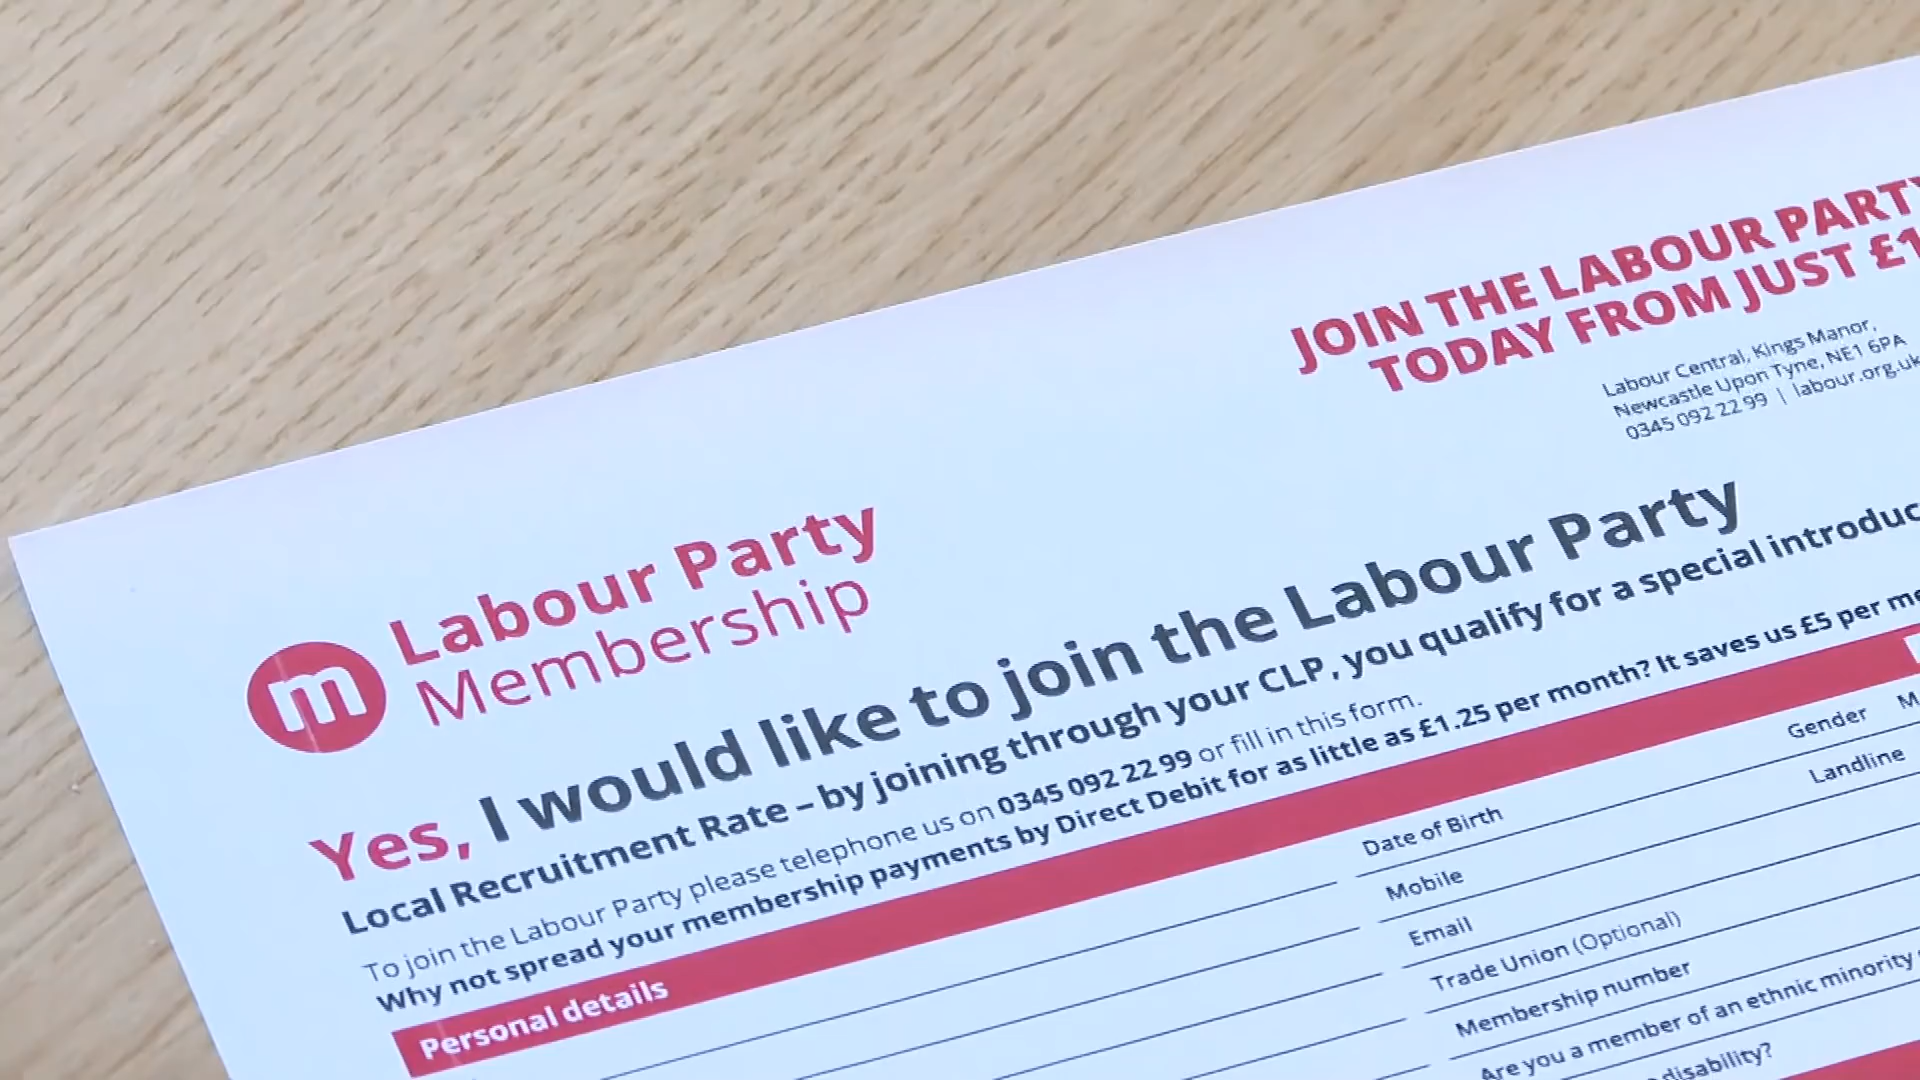 JOIN THE LABOUR PARTY
TODAY FROM JUST £1
Labour Central, Kings Manor,
Newcastle Upon Tyne, NE1 6PA
0345 092 22 99 | labour.org.uk
m
Labour Party
Membership
Yes, I would like to join the Labour Party
Local Recruitment Rate – by joining through your CLP, you qualify for a special
To join the Labour Party please telephone us on 0345 092 22 99 or fill in this form.
Why not spread your membership payments by Direct Debit for as little as £1.25 per month? It saves us £5 per
Personal details
Gender
Date of Birth
Landline
Mobile
Email
Trade Union (Optional)
Membership number
Are you a member of an ethnic minority
disability?